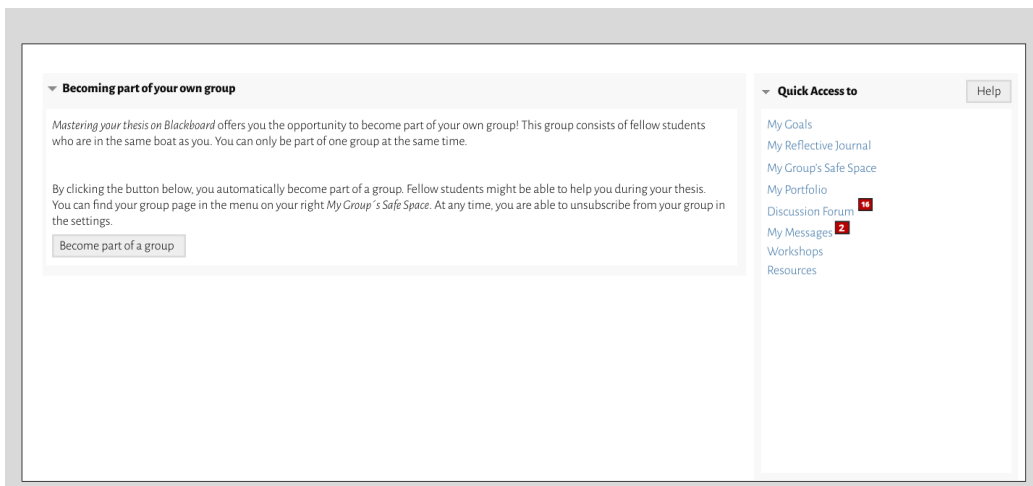 Becoming part of your own group
Mastering your thesis on Blackboard offers you the opportunity to become part of your own group! This group consists of fellow students
who are in the same boat as you. You can only be part of one group at the same time.
By clicking the button below, you automatically become part of a group. Fellow students might be able to help you during your thesis.
You can find your group page in the menu on your right My Group´s Safe Space. At any time, you are able to unsubscribe from your group in
the settings.
Become part of a group
Quick Access to
Help
My Goals
My Reflective Journal
My Group's Safe Space
My Portfolio
Discussion Forum 16
My Messages 2
Workshops
Resources